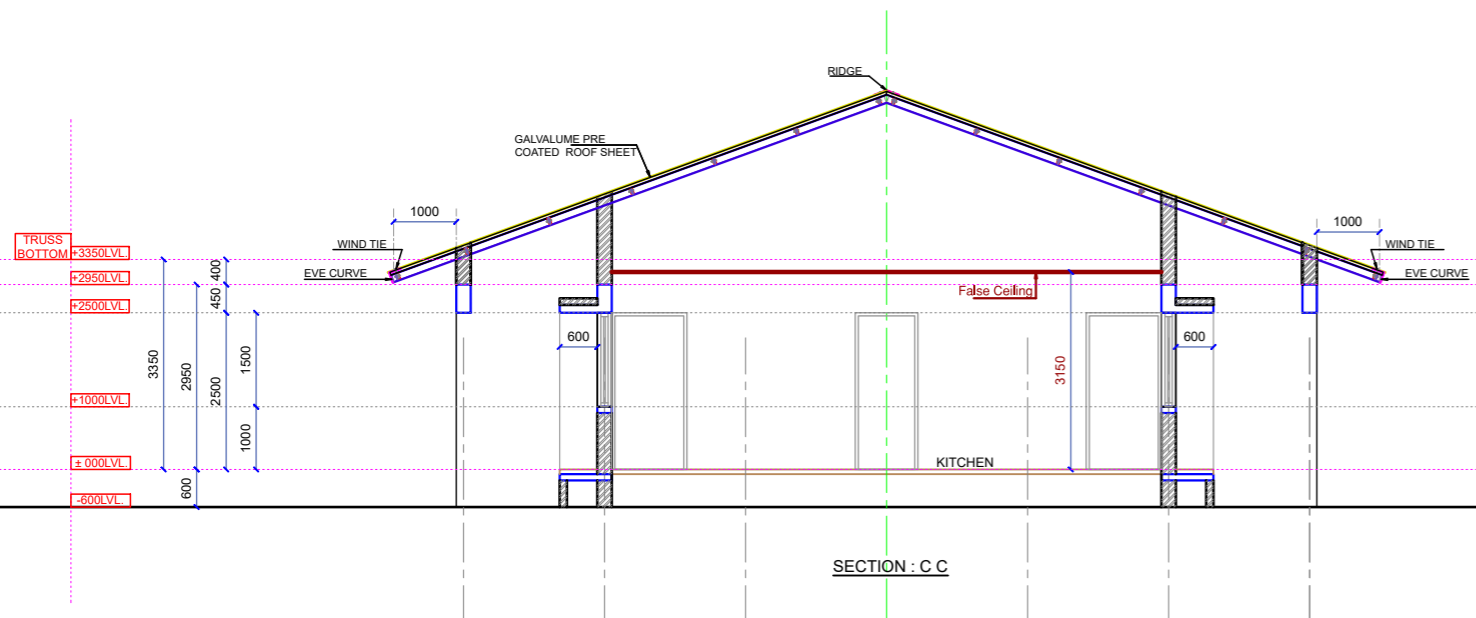 RIDGE
GALVALUME PRE
COATED ROOF SHEET
1000
1000
TRUSS
BOTTOM
+3350LVL.
WIND TIE
WIND TIE
EVE CURVE
EVE CURVE
+2950LVL.
400
False Ceiling
+2500LVL.
450
600
600
3350
2950
2500
1500
3150
+1000LVL.
1000
KITCHEN
± 000LVL.
600
-600LVL.
SECTION : C C